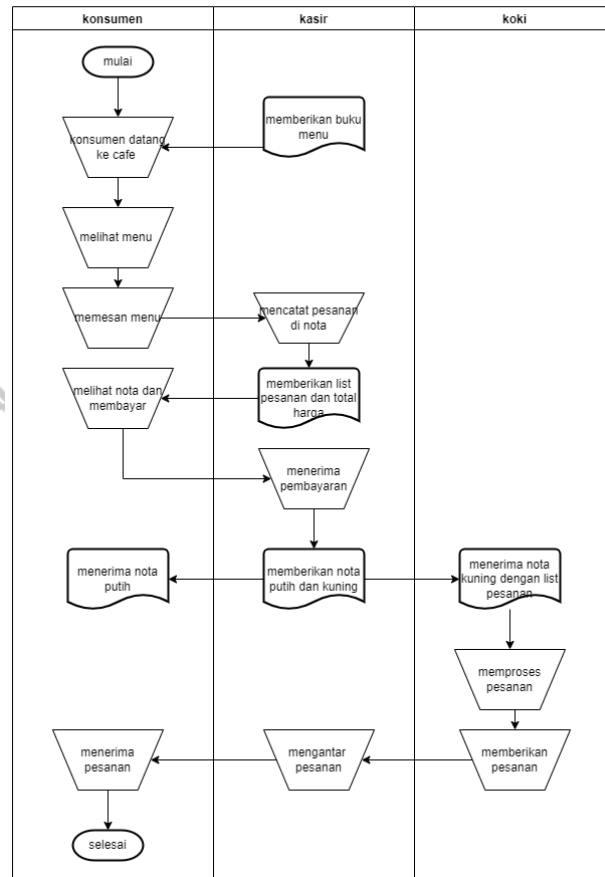 konsumen
kasir
koki
mulai
konsumen datang
ke cafe
memberikan buku
menu
melihat menu
memesan menu
mencatat pesanan
di nota
melihat nota dan
membayar
memberikan list
pesanan dan total
harga
menerima
pembayaran
menerima nota
putih
memberikan nota
putih dan kuning
menerima nota
kuning dengan list
pesanan
memproses
pesanan
menerima
pesanan
mengantar
pesanan
memberikan
pesanan
selesai